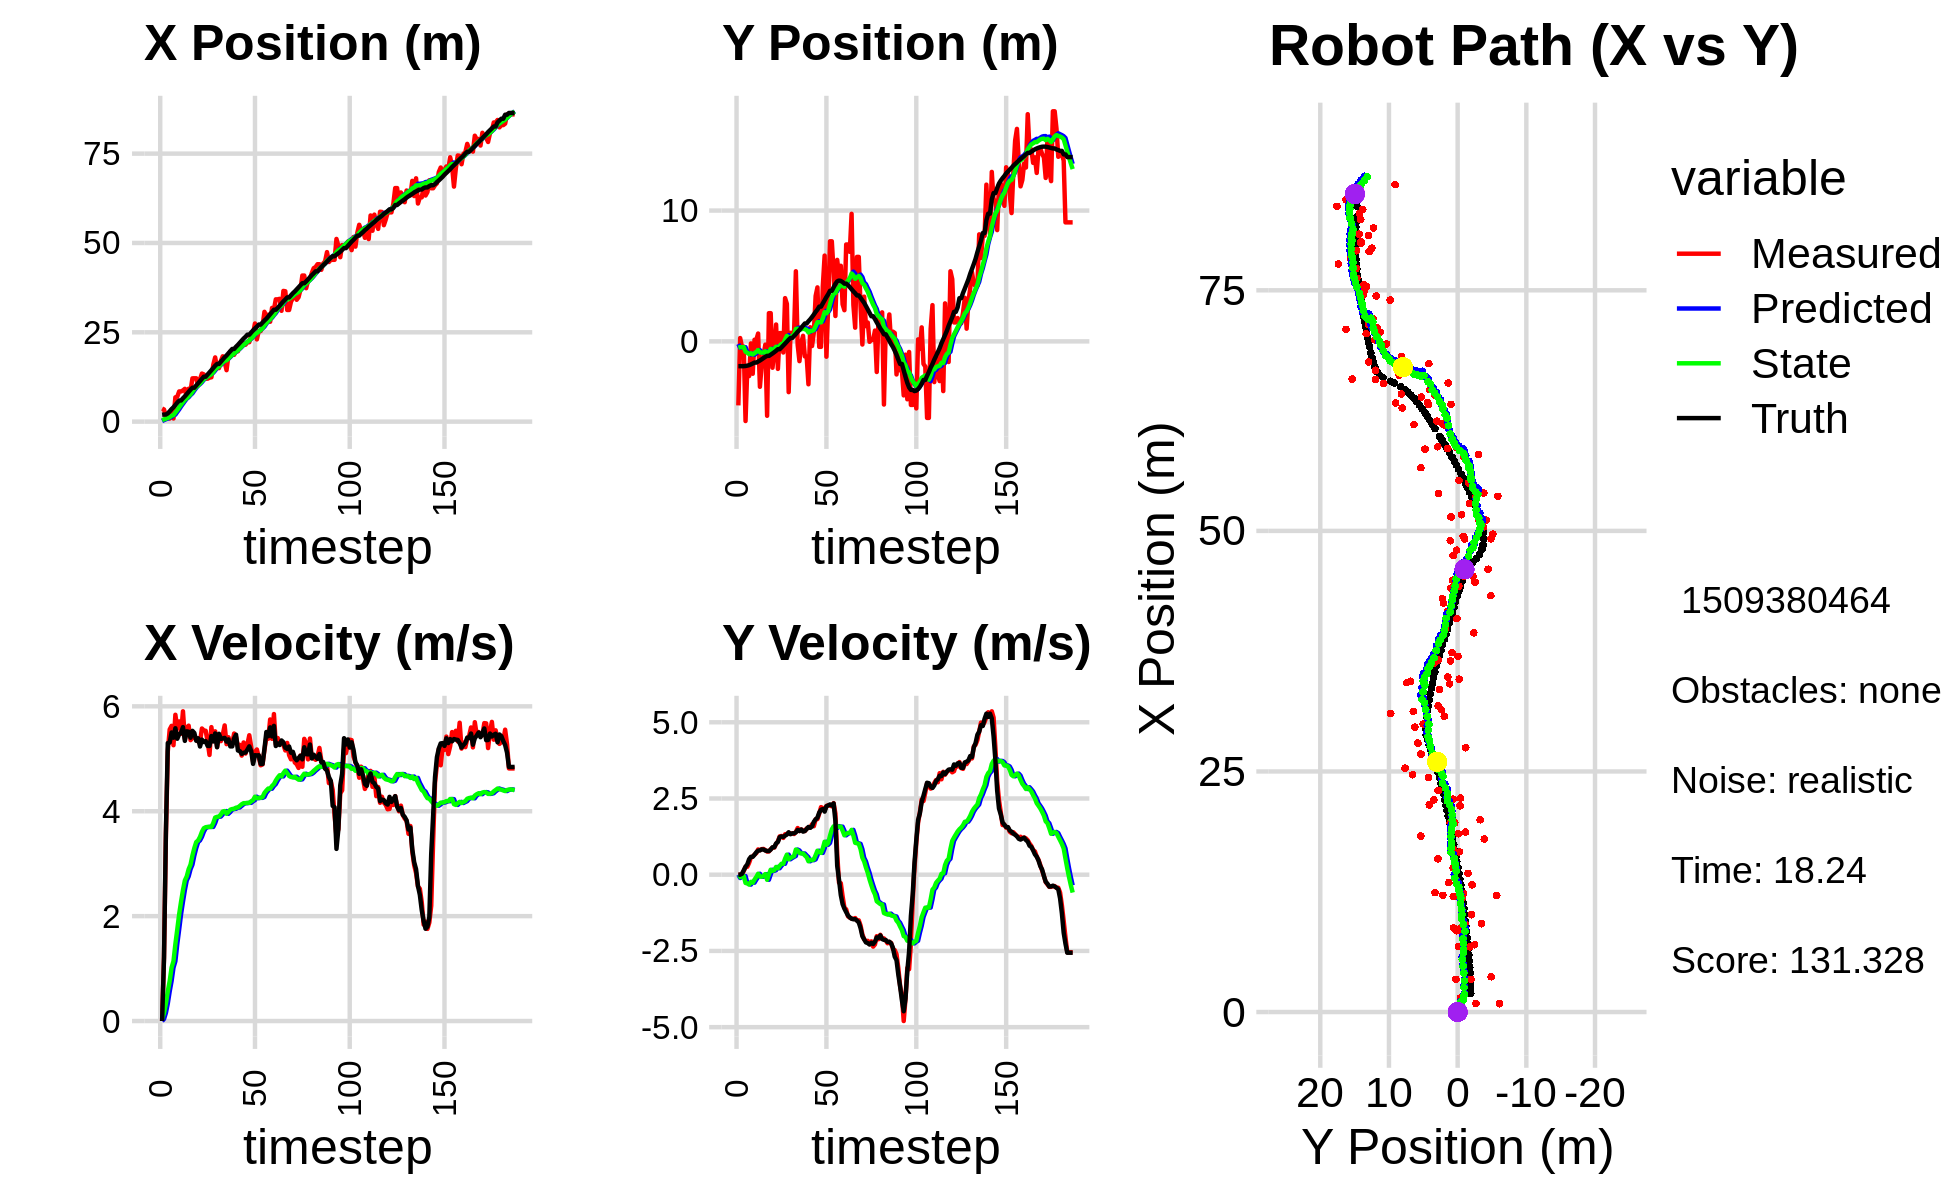 X Position (m)
75
50
25
0
0
50
100
150
timestep
Y Position (m)
10
0
0
50
100
150
timestep
X Velocity (m/s)
6
4
2
0
0
50
100
150
timestep
Y Velocity (m/s)
5.0
2.5
0.0
-2.5
-5.0
0
50
100
150
timestep
Robot Path (X vs Y)
X Position (m)
75
50
25
0
20 10 0 -10 -20
Y Position (m)
variable
Measured
Predicted
State
Truth
1509380464
Obstacles: none
Noise: realistic
Time: 18.24
Score: 131.328